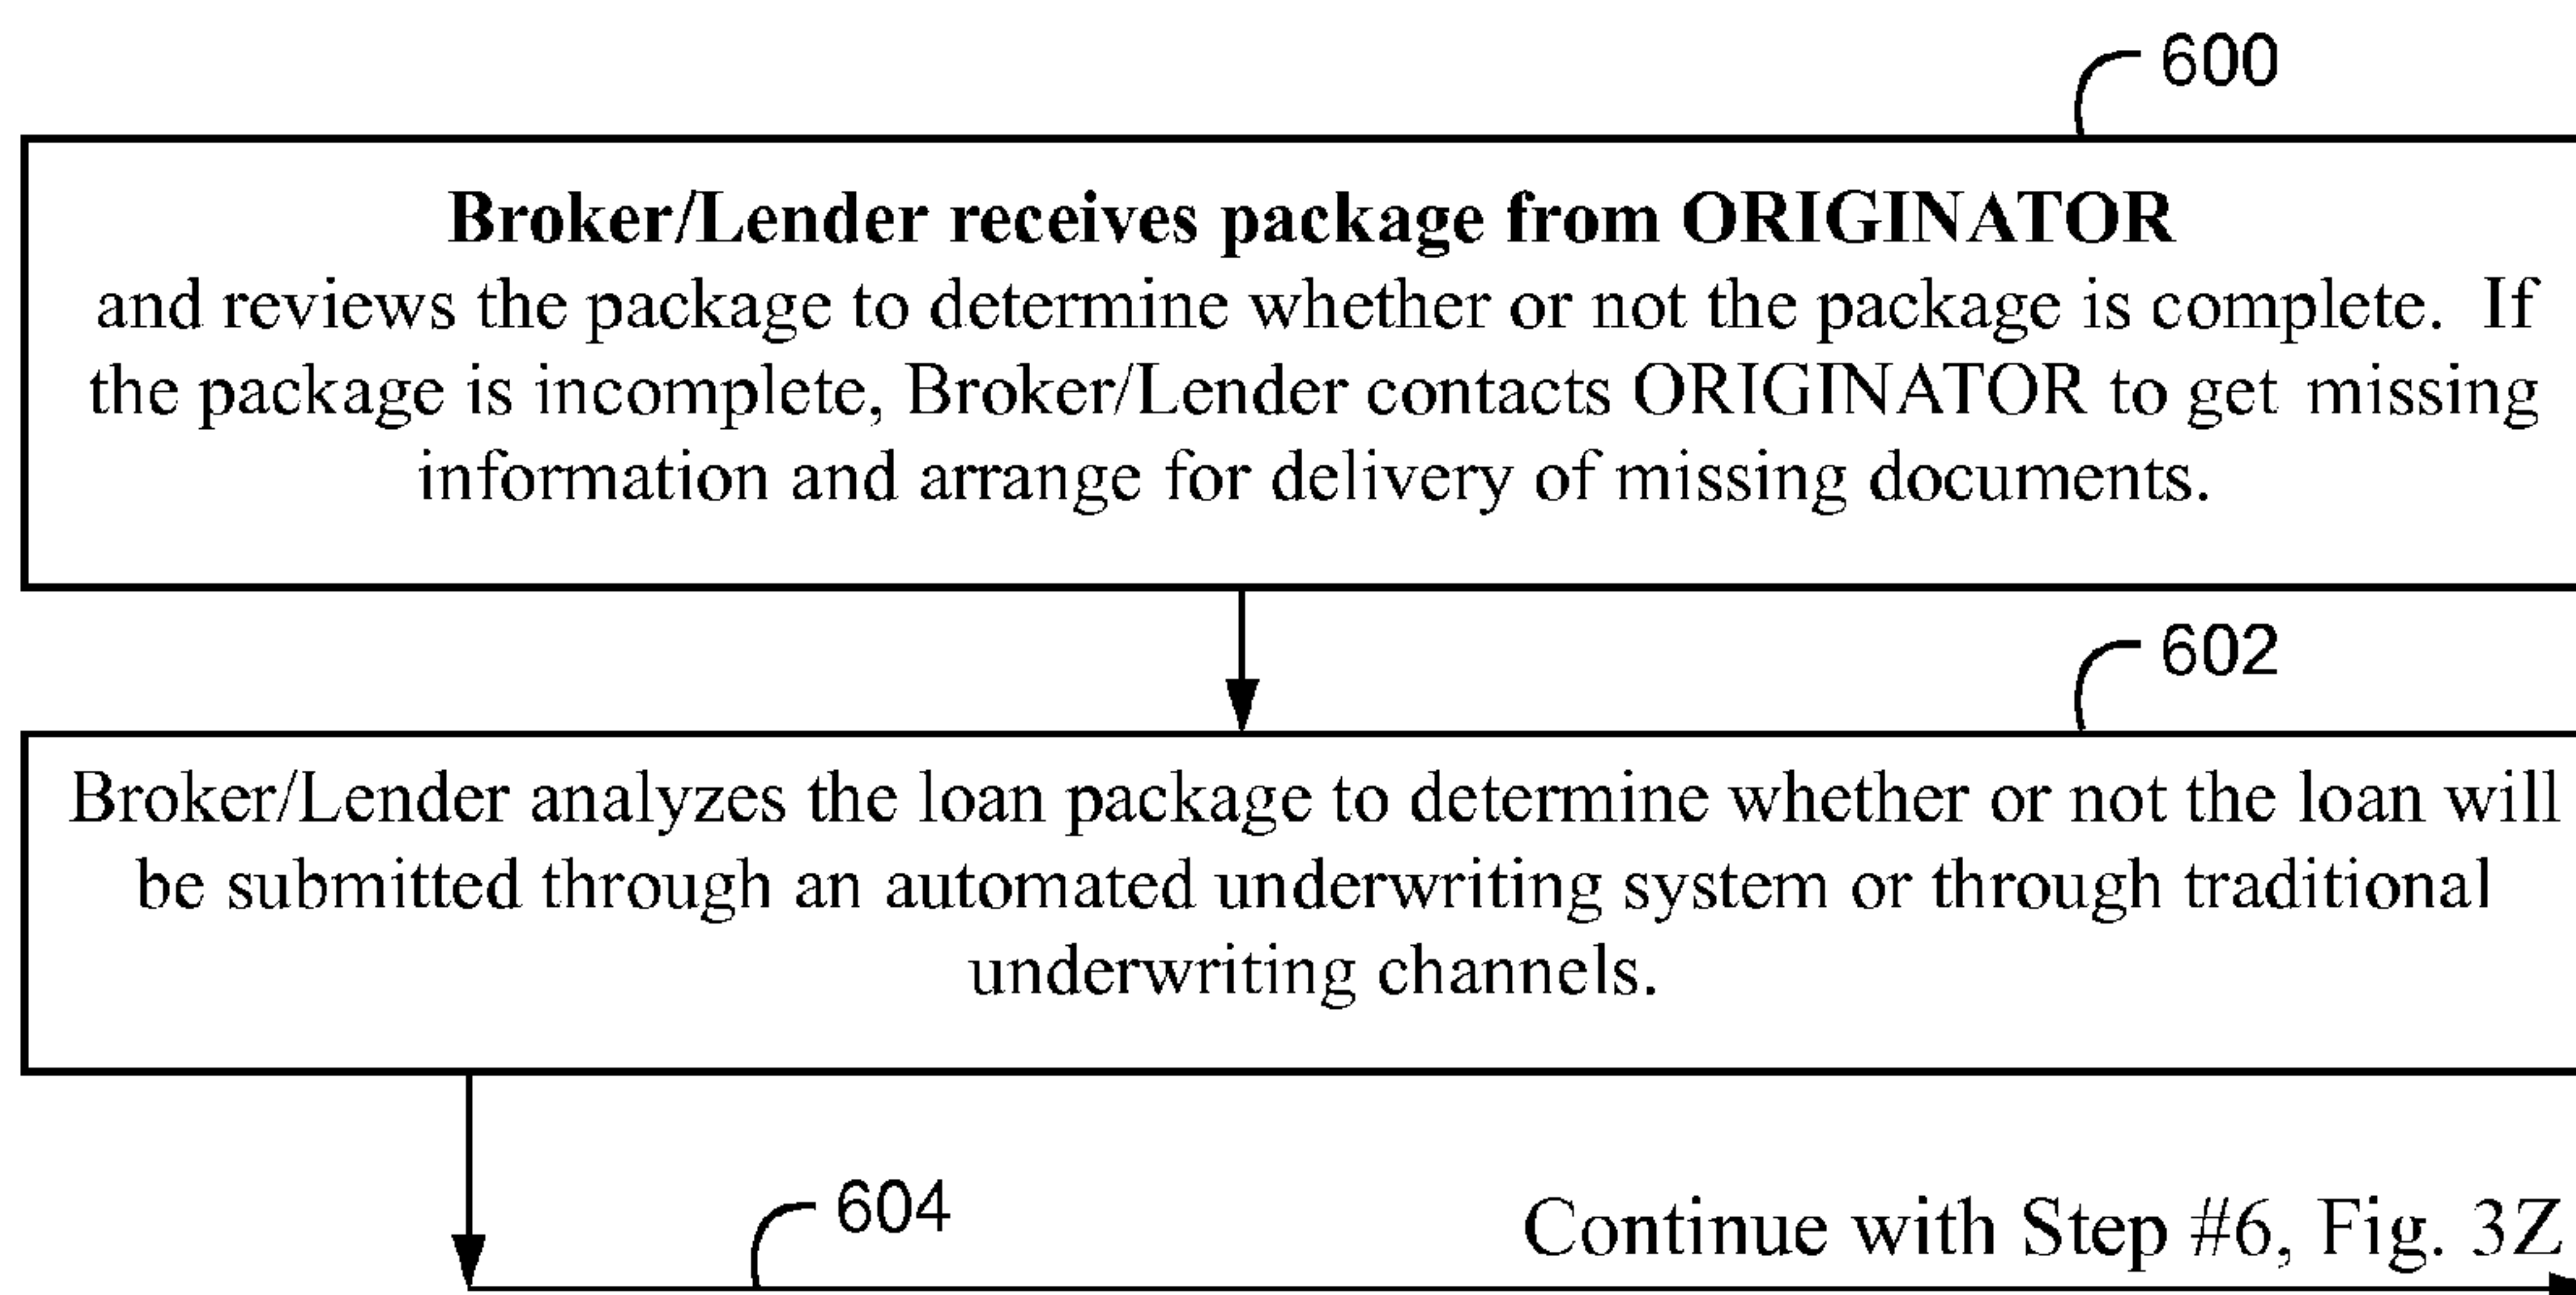 600
Broker/Lender receives package from ORIGINATOR
and reviews the package to determine whether or not the package is complete.  If
the package is incomplete, Broker/Lender contacts ORIGINATOR to get missing
information and arrange for delivery of missing documents.
602
Broker/Lender analyzes the loan package to determine whether or not the loan will
be submitted through an automated underwriting system or through traditional
underwriting channels.
604
Continue with Step #6, Fig. 3Z